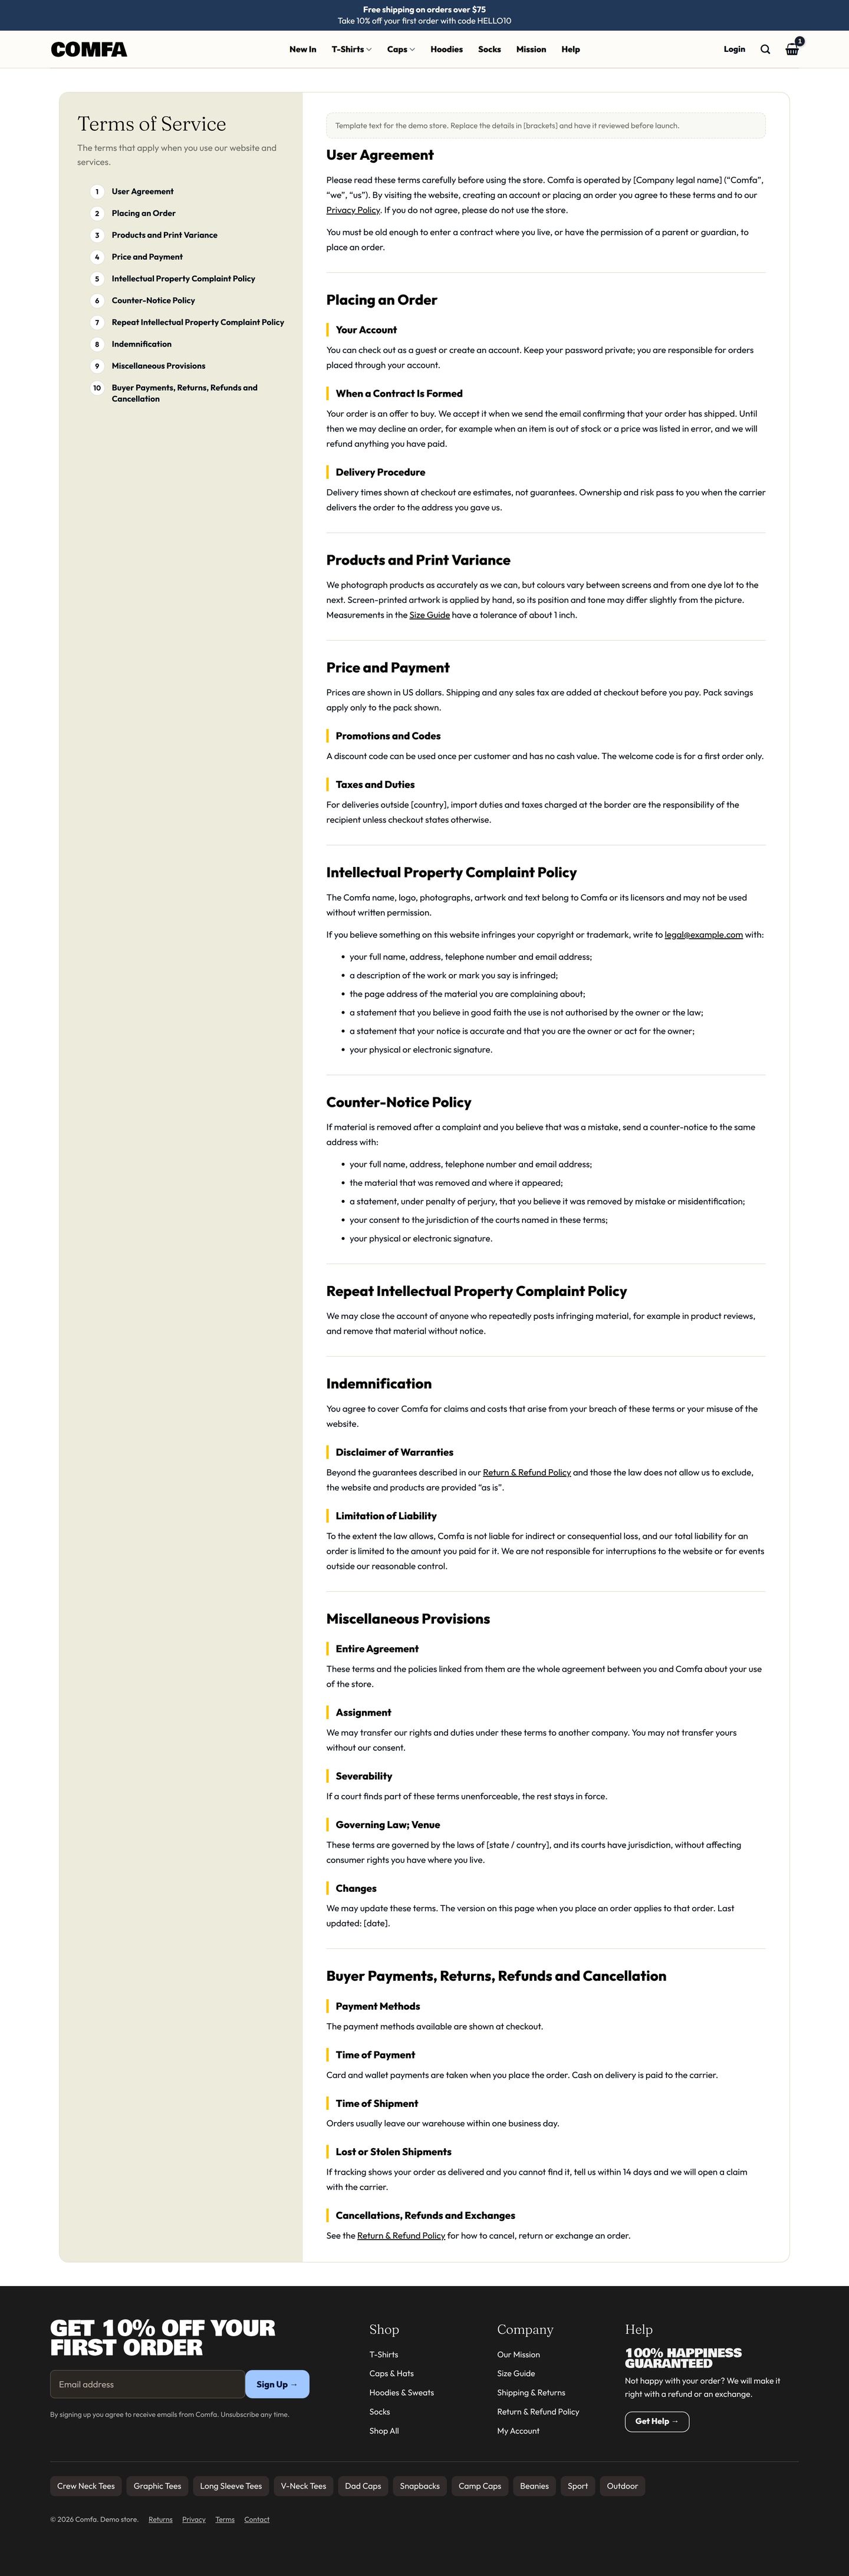 Free shipping on orders over $75
Take 10% off your first order with code HELLO10
COMFA
New In
T-Shirts
Caps
Hoodies
Socks
Mission
Help
Login
1
Terms of Service
The terms that apply when you use our website and
services.
1 User Agreement
2 Placing an Order
3 Products and Print Variance
4 Price and Payment
5 Intellectual Property Complaint Policy
6 Counter-Notice Policy
7 Repeat Intellectual Property Complaint Policy
8 Indemnification
9 Miscellaneous Provisions
10 Buyer Payments, Returns, Refunds and
Cancellation
Template text for the demo store. Replace the details in [brackets] and have it reviewed before launch.
User Agreement
Please read these terms carefully before using the store. Comfa is operated by [Company legal name] (“Comfa”,
“we”, “us”). By visiting the website, creating an account or placing an order you agree to these terms and to our
Privacy Policy. If you do not agree, please do not use the store.
You must be old enough to enter a contract where you live, or have the permission of a parent or guardian, to
place an order.
Placing an Order
Your Account
You can check out as a guest or create an account. Keep your password private; you are responsible for orders
placed through your account.
When a Contract Is Formed
Your order is an offer to buy. We accept it when we send the email confirming that your order has shipped. Until
then we may decline an order, for example when an item is out of stock or a price was listed in error, and we will
refund anything you have paid.
Delivery Procedure
Delivery times shown at checkout are estimates, not guarantees. Ownership and risk pass to you when the carrier
delivers the order to the address you gave us.
Products and Print Variance
We photograph products as accurately as we can, but colours vary between screens and from one dye lot to the
next. Screen-printed artwork is applied by hand, so its position and tone may differ slightly from the picture.
Measurements in the Size Guide have a tolerance of about 1 inch.
Price and Payment
Prices are shown in US dollars. Shipping and any sales tax are added at checkout before you pay. Pack savings
apply only to the pack shown.
Promotions and Codes
A discount code can be used once per customer and has no cash value. The welcome code is for a first order only.
Taxes and Duties
For deliveries outside [country], import duties and taxes charged at the border are the responsibility of the
recipient unless checkout states otherwise.
Intellectual Property Complaint Policy
The Comfa name, logo, photographs, artwork and text belong to Comfa or its licensors and may not be used
without written permission.
If you believe something on this website infringes your copyright or trademark, write to legal@example.com with:
• your full name, address, telephone number and email address;
• a description of the work or mark you say is infringed;
• the page address of the material you are complaining about;
• a statement that you believe in good faith the use is not authorised by the owner or the law;
• a statement that your notice is accurate and that you are the owner or act for the owner;
• your physical or electronic signature.
Counter-Notice Policy
If material is removed after a complaint and you believe that was a mistake, send a counter-notice to the same
address with:
• your full name, address, telephone number and email address;
• the material that was removed and where it appeared;
• a statement, under penalty of perjury, that you believe it was removed by mistake or misidentification;
• your consent to the jurisdiction of the courts named in these terms;
• your physical or electronic signature.
Repeat Intellectual Property Complaint Policy
We may close the account of anyone who repeatedly posts infringing material, for example in product reviews,
and remove that material without notice.
Indemnification
You agree to cover Comfa for claims and costs that arise from your breach of these terms or your misuse of the
website.
Disclaimer of Warranties
Beyond the guarantees described in our Return & Refund Policy and those the law does not allow us to exclude,
the website and products are provided “as is”.
Limitation of Liability
To the extent the law allows, Comfa is not liable for indirect or consequential loss, and our total liability for an
order is limited to the amount you paid for it. We are not responsible for interruptions to the website or for events
outside our reasonable control.
Miscellaneous Provisions
Entire Agreement
These terms and the policies linked from them are the whole agreement between you and Comfa about your use
of the store.
Assignment
We may transfer our rights and duties under these terms to another company. You may not transfer yours
without our consent.
Severability
If a court finds part of these terms unenforceable, the rest stays in force.
Governing Law; Venue
These terms are governed by the laws of [state / country], and its courts have jurisdiction, without affecting
consumer rights you have where you live.
Changes
We may update these terms. The version on this page when you place an order applies to that order. Last
updated: [date].
Buyer Payments, Returns, Refunds and Cancellation
Payment Methods
The payment methods available are shown at checkout.
Time of Payment
Card and wallet payments are taken when you place the order. Cash on delivery is paid to the carrier.
Time of Shipment
Orders usually leave our warehouse within one business day.
Lost or Stolen Shipments
If tracking shows your order as delivered and you cannot find it, tell us within 14 days and we will open a claim
with the carrier.
Cancellations, Refunds and Exchanges
See the Return & Refund Policy for how to cancel, return or exchange an order.
GET 10% OFF YOUR
FIRST ORDER
Email address
Sign Up →
By signing up you agree to receive emails from Comfa. Unsubscribe any time.
Shop
T-Shirts
Caps & Hats
Hoodies & Sweats
Socks
Shop All
Company
Our Mission
Size Guide
Shipping & Returns
Return & Refund Policy
My Account
Help
100% HAPPINESS
GUARANTEED
Not happy with your order? We will make it
right with a refund or an exchange.
Get Help →
Crew Neck Tees
Graphic Tees
Long Sleeve Tees
V-Neck Tees
Dad Caps
Snapbacks
Camp Caps
Beanies
Sport
Outdoor
© 2026 Comfa. Demo store.
Returns
Privacy
Terms
Contact